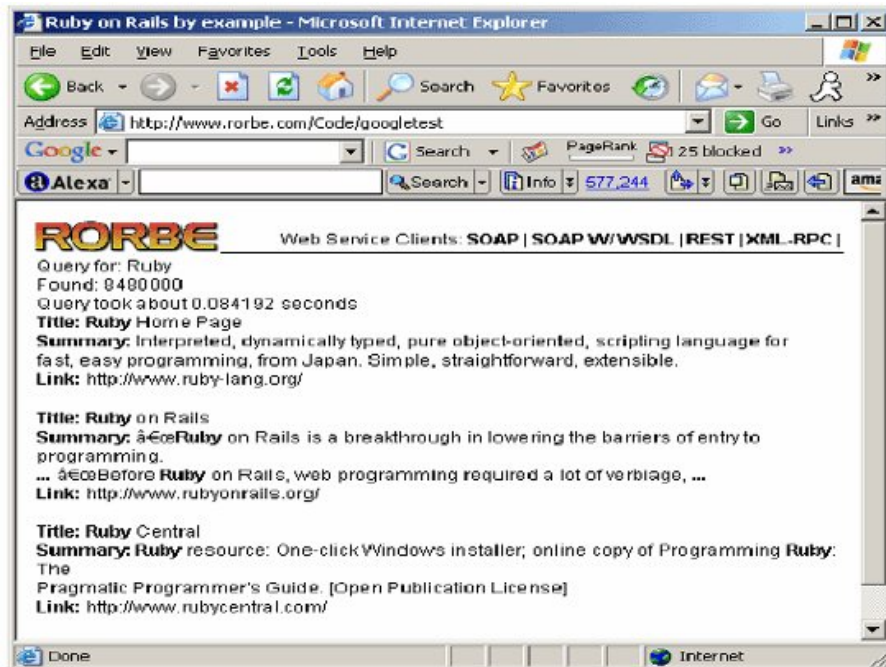 Ruby on Rails by example - Microsoft Internet Explorer
File Edit View Favorites Tools Help
Back Search Favorites »
Address http://www.rorbe.com/Code/googletest Go Links »
Google Search PageRank 125 blocked »
Alexa Search Info 577,244 ama
RORBE Web Service Clients: SOAP | SOAP W/ WSDL | REST | XML-RPC |
Query for: Ruby
Found: 8480000
Query took about 0.084192 seconds
Title: Ruby Home Page
Summary: Interpreted, dynamically typed, pure object-oriented, scripting language for
fast, easy programming, from Japan. Simple, straightforward, extensible.
Link: http://www.ruby-lang.org/
Title: Ruby on Rails
Summary: “Ruby on Rails is a breakthrough in lowering the barriers of entry to
programming.
... “Before Ruby on Rails, web programming required a lot of verbiage, ...
Link: http://www.rubyonrails.org/
Title: Ruby Central
Summary: Ruby resource: One-click Windows installer; online copy of Programming Ruby:
The
Pragmatic Programmer's Guide. [Open Publication License]
Link: http://www.rubycentral.com/
Done Internet